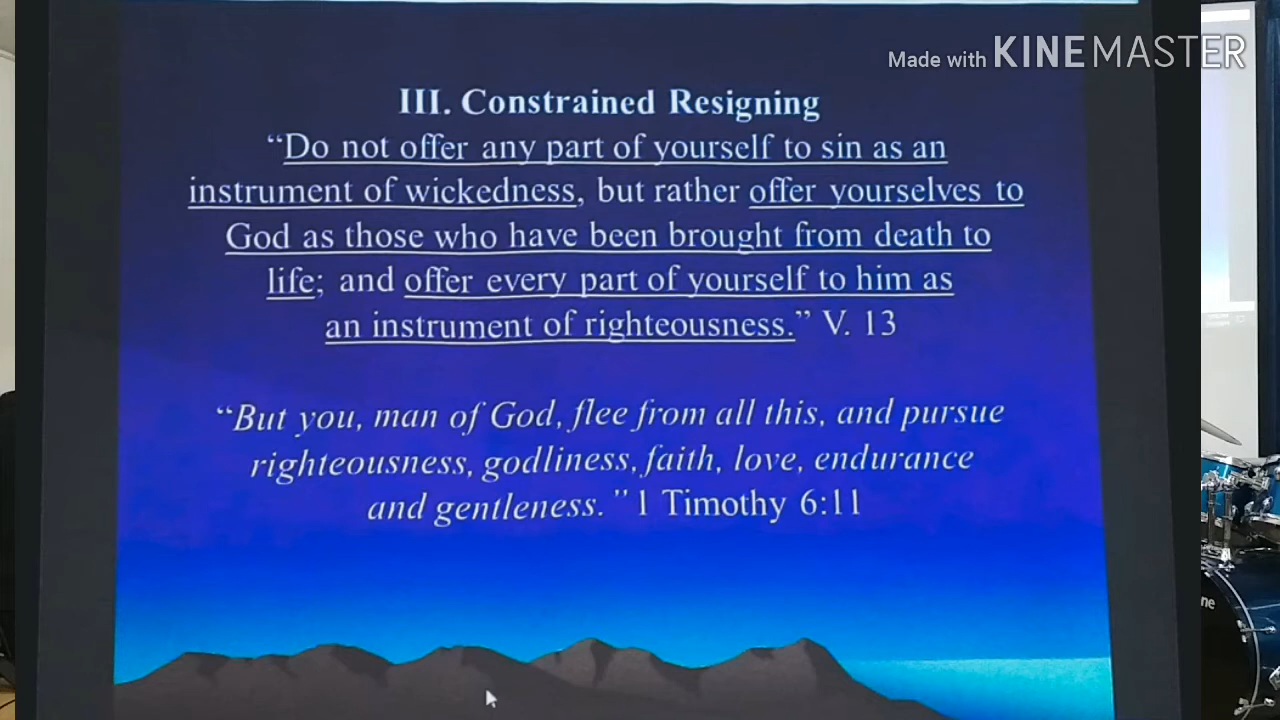 Made with KINEMASTER
III. Constrained Resigning
“Do not offer any part of yourself to sin as an
instrument of wickedness, but rather offer yourselves to
God as those who have been brought from death to
life; and offer every part of yourself to him as
an instrument of righteousness.” V. 13
“But you, man of God, flee from all this, and pursue
righteousness, godliness, faith, love, endurance
and gentleness. ” 1 Timothy 6:11